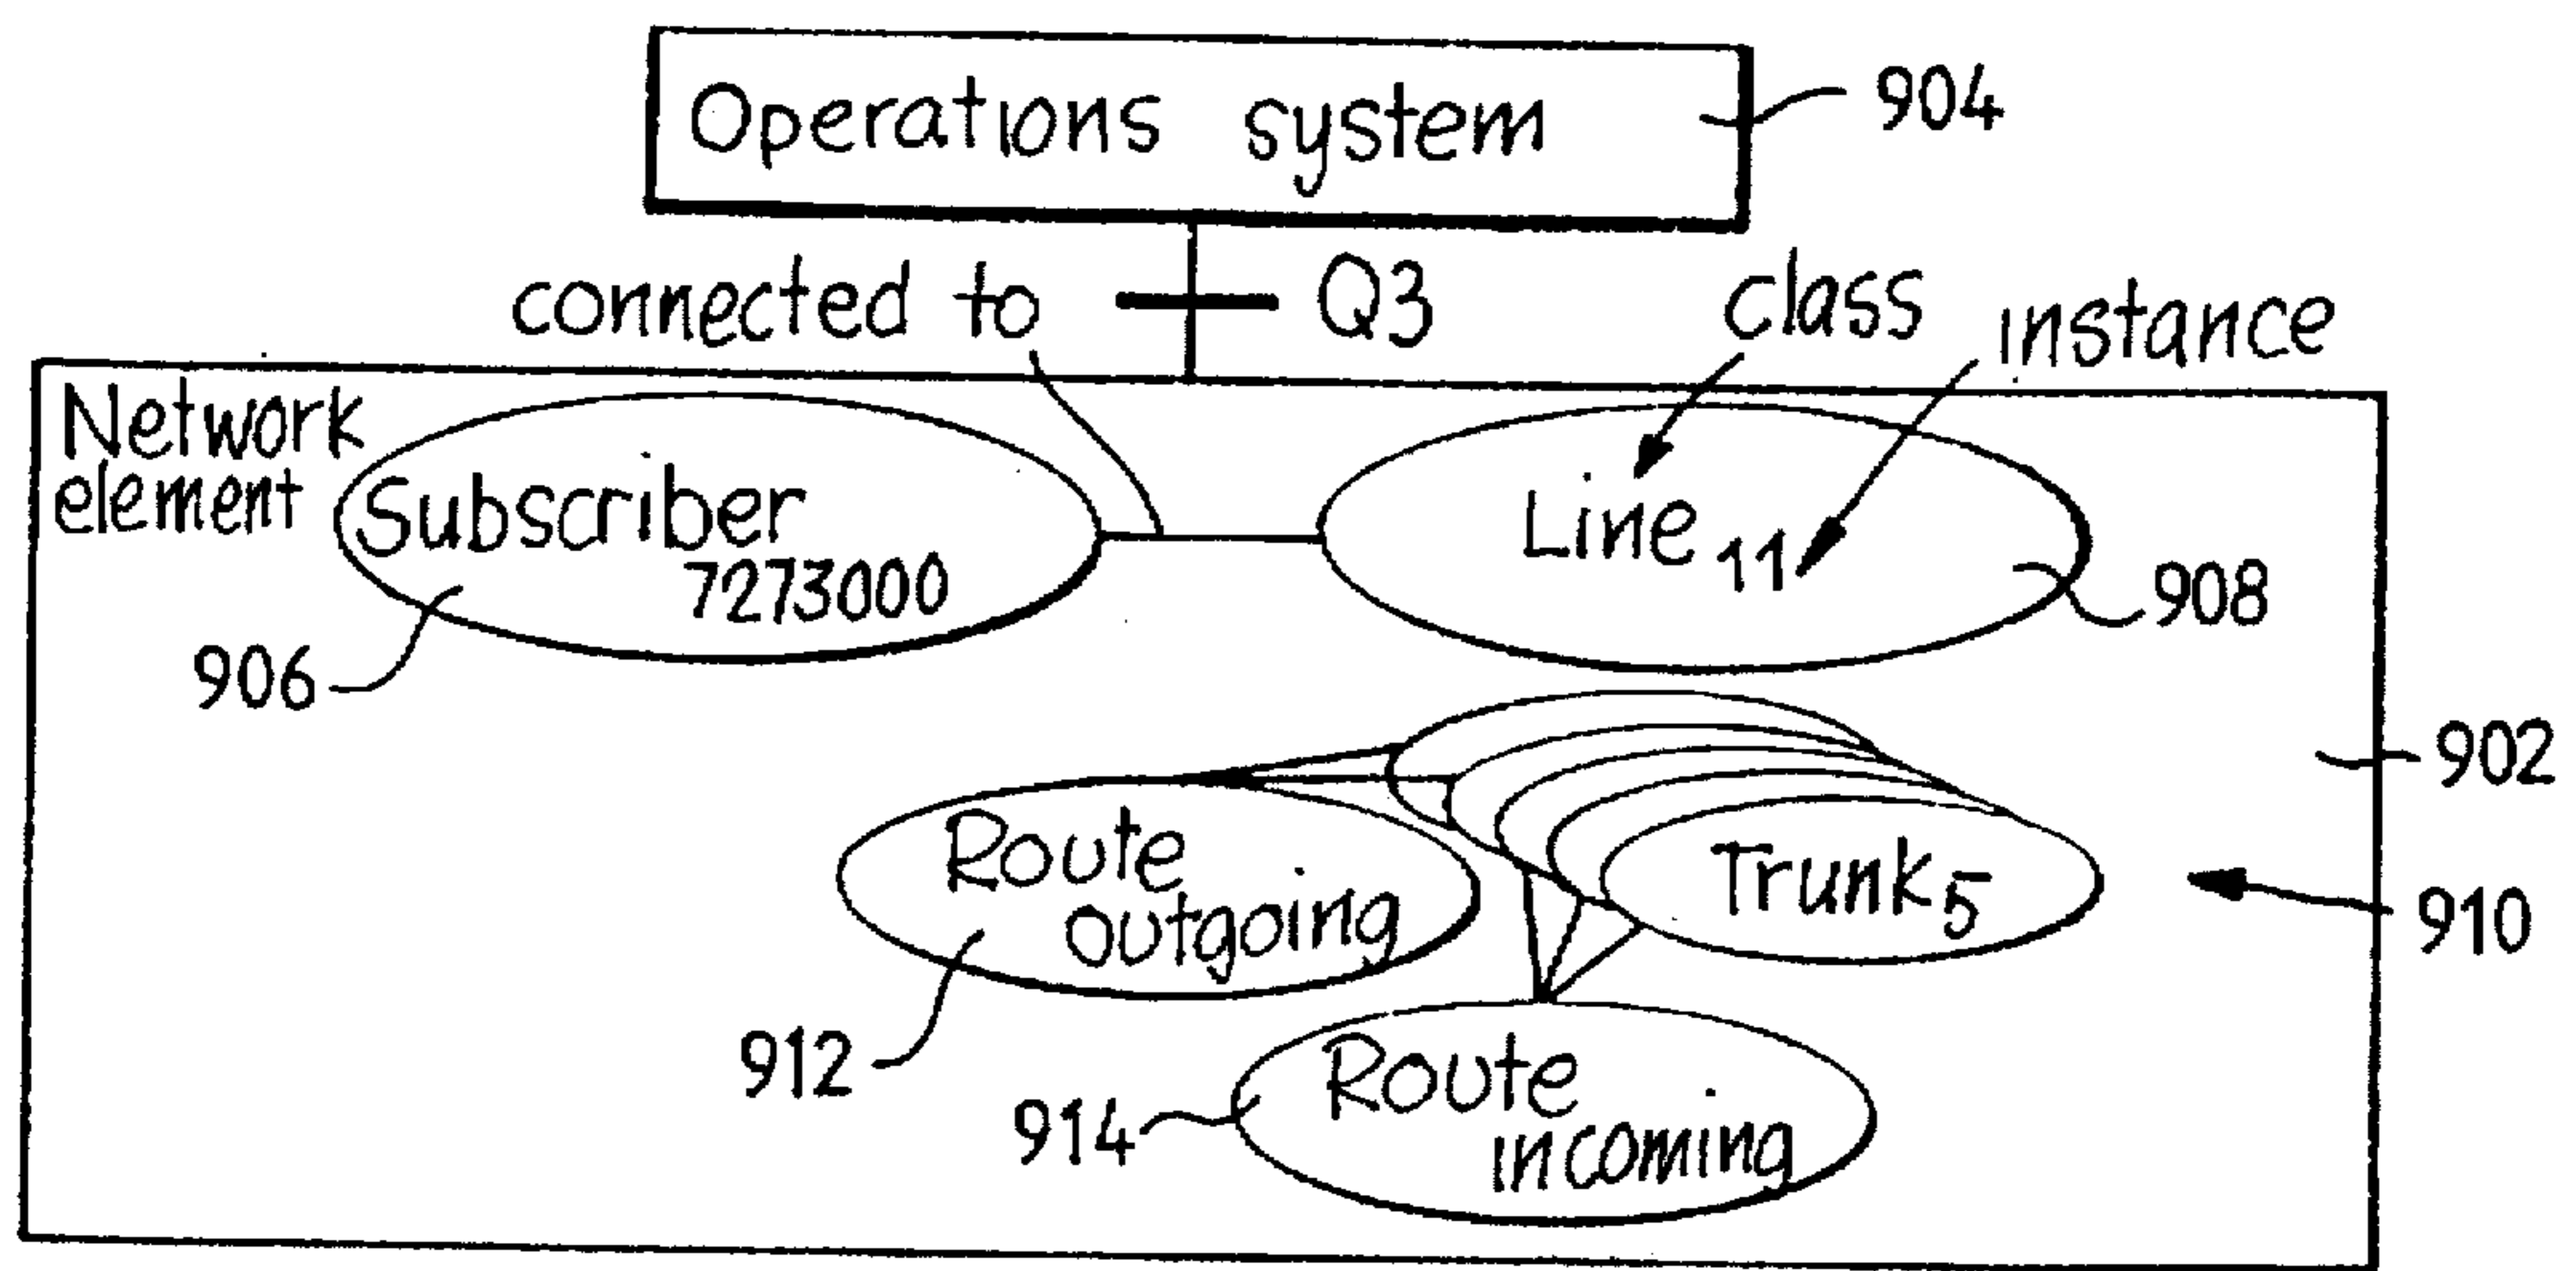 Operations system
904
connected to
Q3
class
instance
Network
element
Subscriber
7273000
Line 11
908
906
902
Route
outgoing
Trunk 5
910
912
914
Route
incoming